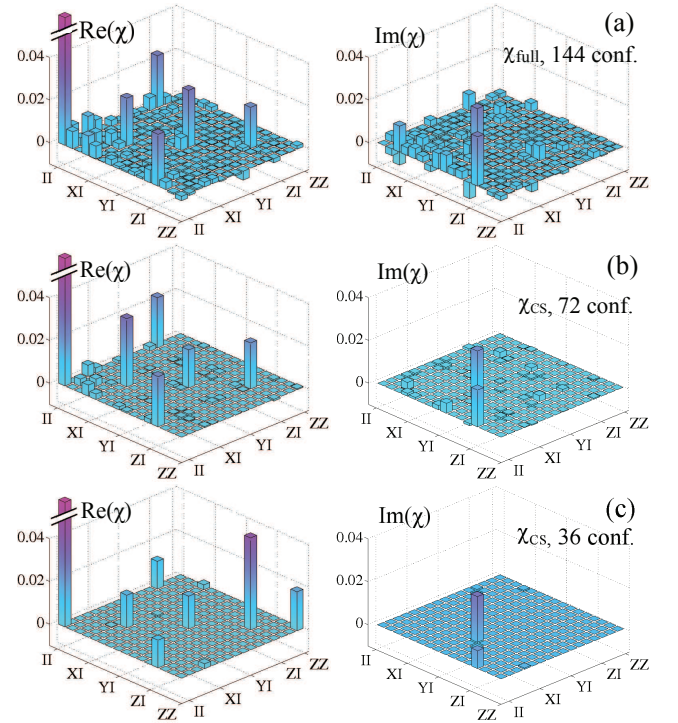 Re(χ) Im(χ) (a)
χfull, 144 conf.
0.04 0.04
0.02 0.02
0 0
II XI YI ZI ZZ II XI YI ZI ZZ
II XI YI ZI ZZ II XI YI ZI ZZ
Re(χ) Im(χ) (b)
χCS, 72 conf.
0.04 0.04
0.02 0.02
0 0
II XI YI ZI ZZ II XI YI ZI ZZ
II XI YI ZI ZZ II XI YI ZI ZZ
Re(χ) Im(χ) (c)
χCS, 36 conf.
0.04 0.04
0.02 0.02
0 0
II XI YI ZI ZZ II XI YI ZI ZZ
II XI YI ZI ZZ II XI YI ZI ZZ